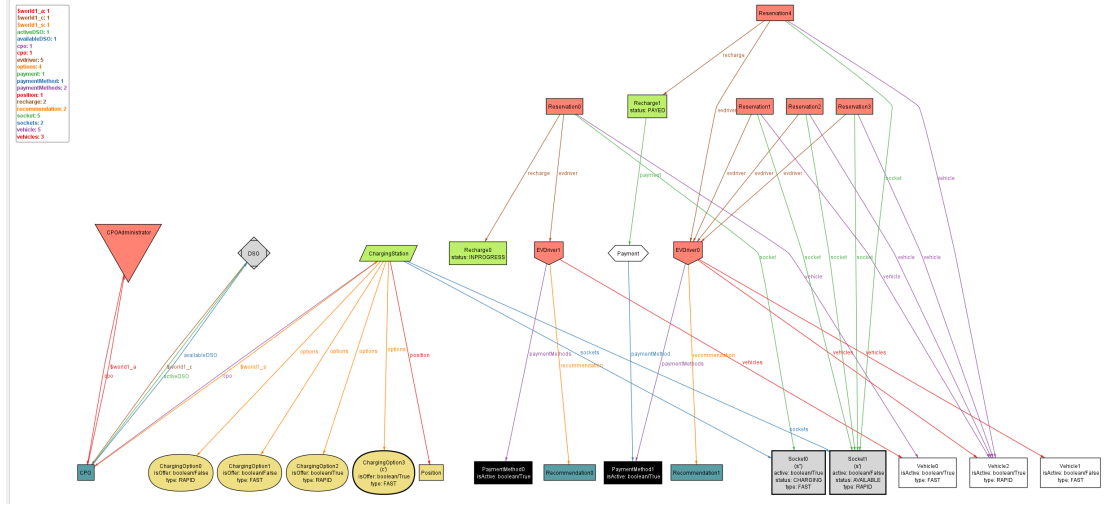 $world1_a: 1
$world1_c: 1
$world1_s: 1
activeDSO: 1
availableDSO: 1
cpo: 1
cpo: 1
evdriver: 5
options: 4
payment: 1
paymentMethod: 1
paymentMethods: 2
position: 1
recharge: 2
recommendation: 2
socket: 5
sockets: 2
vehicle: 5
vehicles: 3
Reservation4
recharge
Reservation0
Recharge1
status: PAYED
evdriver
Reservation1
Reservation2
Reservation3
recharge
evdriver
payment
socket
vehicle
evdriver
evdriver
evdriver
CPOAdministrator
DSO
ChargingStation
Recharge0
status: INPROGRESS
EVDriver1
Payment
EVDriver0
socket
socket
socket
socket
vehicle
vehicle
vehicle
vehicle
availableDSO
options
options
options
options
position
paymentMethods
sockets
paymentMethod
recommendation
vehicles
vehicles
vehicles
$world1_a
cpo
$world1_c
activeDSO
cpo
$world1_s
recommendation
paymentMethods
sockets
CPO
ChargingOption0
isOffer: boolean/False
type: RAPID
ChargingOption1
isOffer: boolean/False
type: FAST
ChargingOption2
isOffer: boolean/True
type: RAPID
ChargingOption3
(c')
isOffer: boolean/True
type: FAST
Position
PaymentMethod0
isActive: boolean/True
Recommendation0
PaymentMethod1
isActive: boolean/True
Recommendation1
Socket0
(s'')
active: boolean/True
status: CHARGING
type: FAST
Socket1
(s')
active: boolean/False
status: AVAILABLE
type: RAPID
Vehicle0
isActive: boolean/True
type: FAST
Vehicle2
isActive: boolean/True
type: RAPID
Vehicle1
isActive: boolean/False
type: FAST